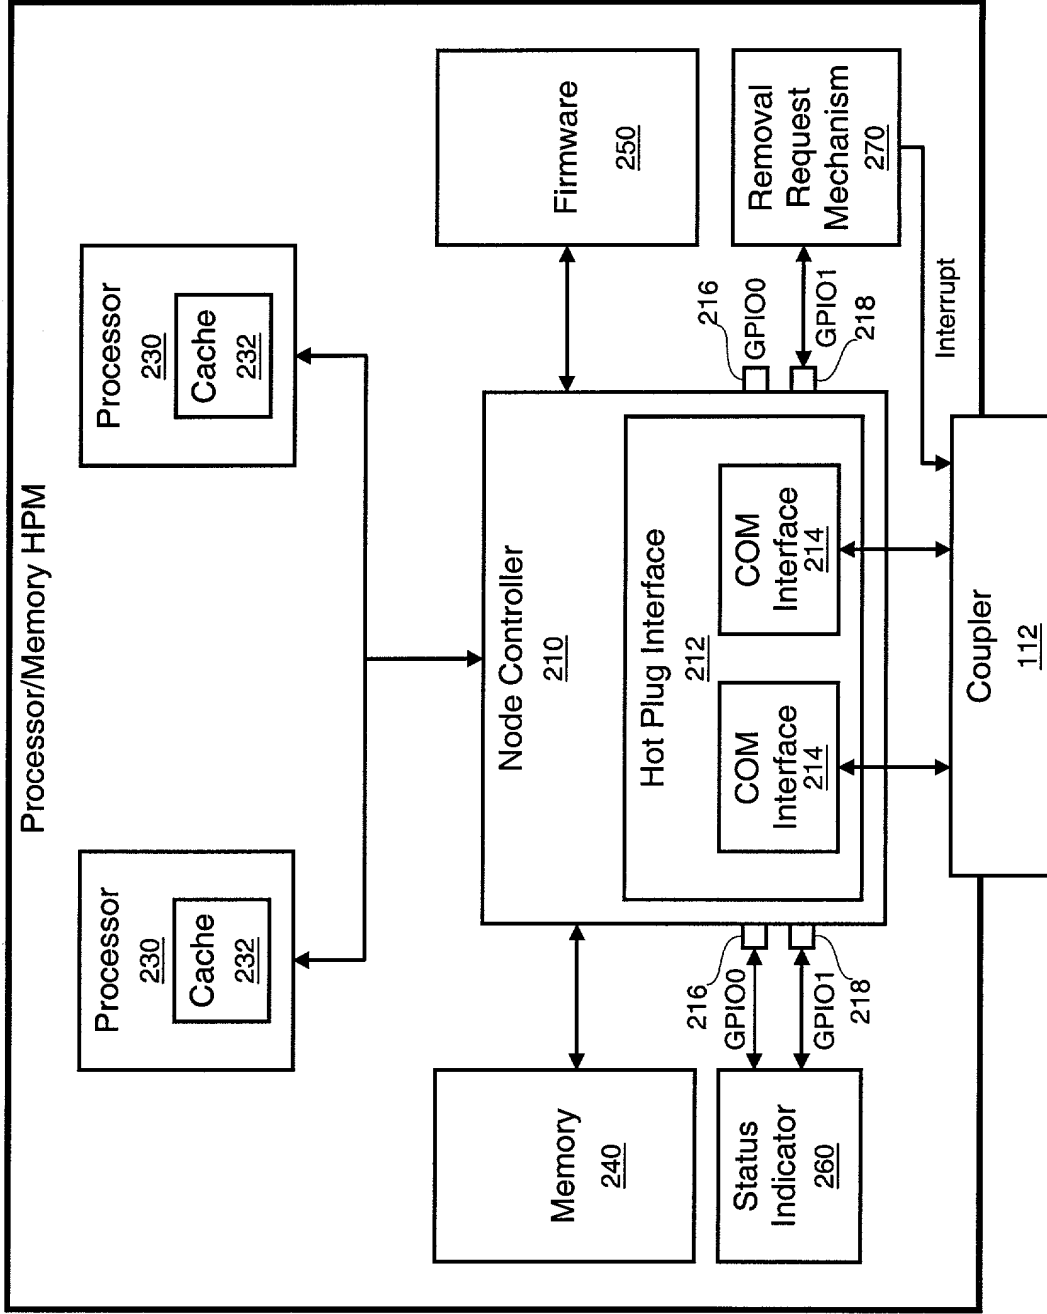 Processor/Memory HPM
Processor
230
Cache
232
Processor
230
Cache
232
Memory
240
Node Controller
210
Firmware
250
Hot Plug Interface
212
COM
Interface
214
COM
Interface
214
216
GPIO0
GPIO1
218
216
GPIO0
GPIO1
218
Status
Indicator
260
Removal
Request
Mechanism
270
Interrupt
Coupler
112